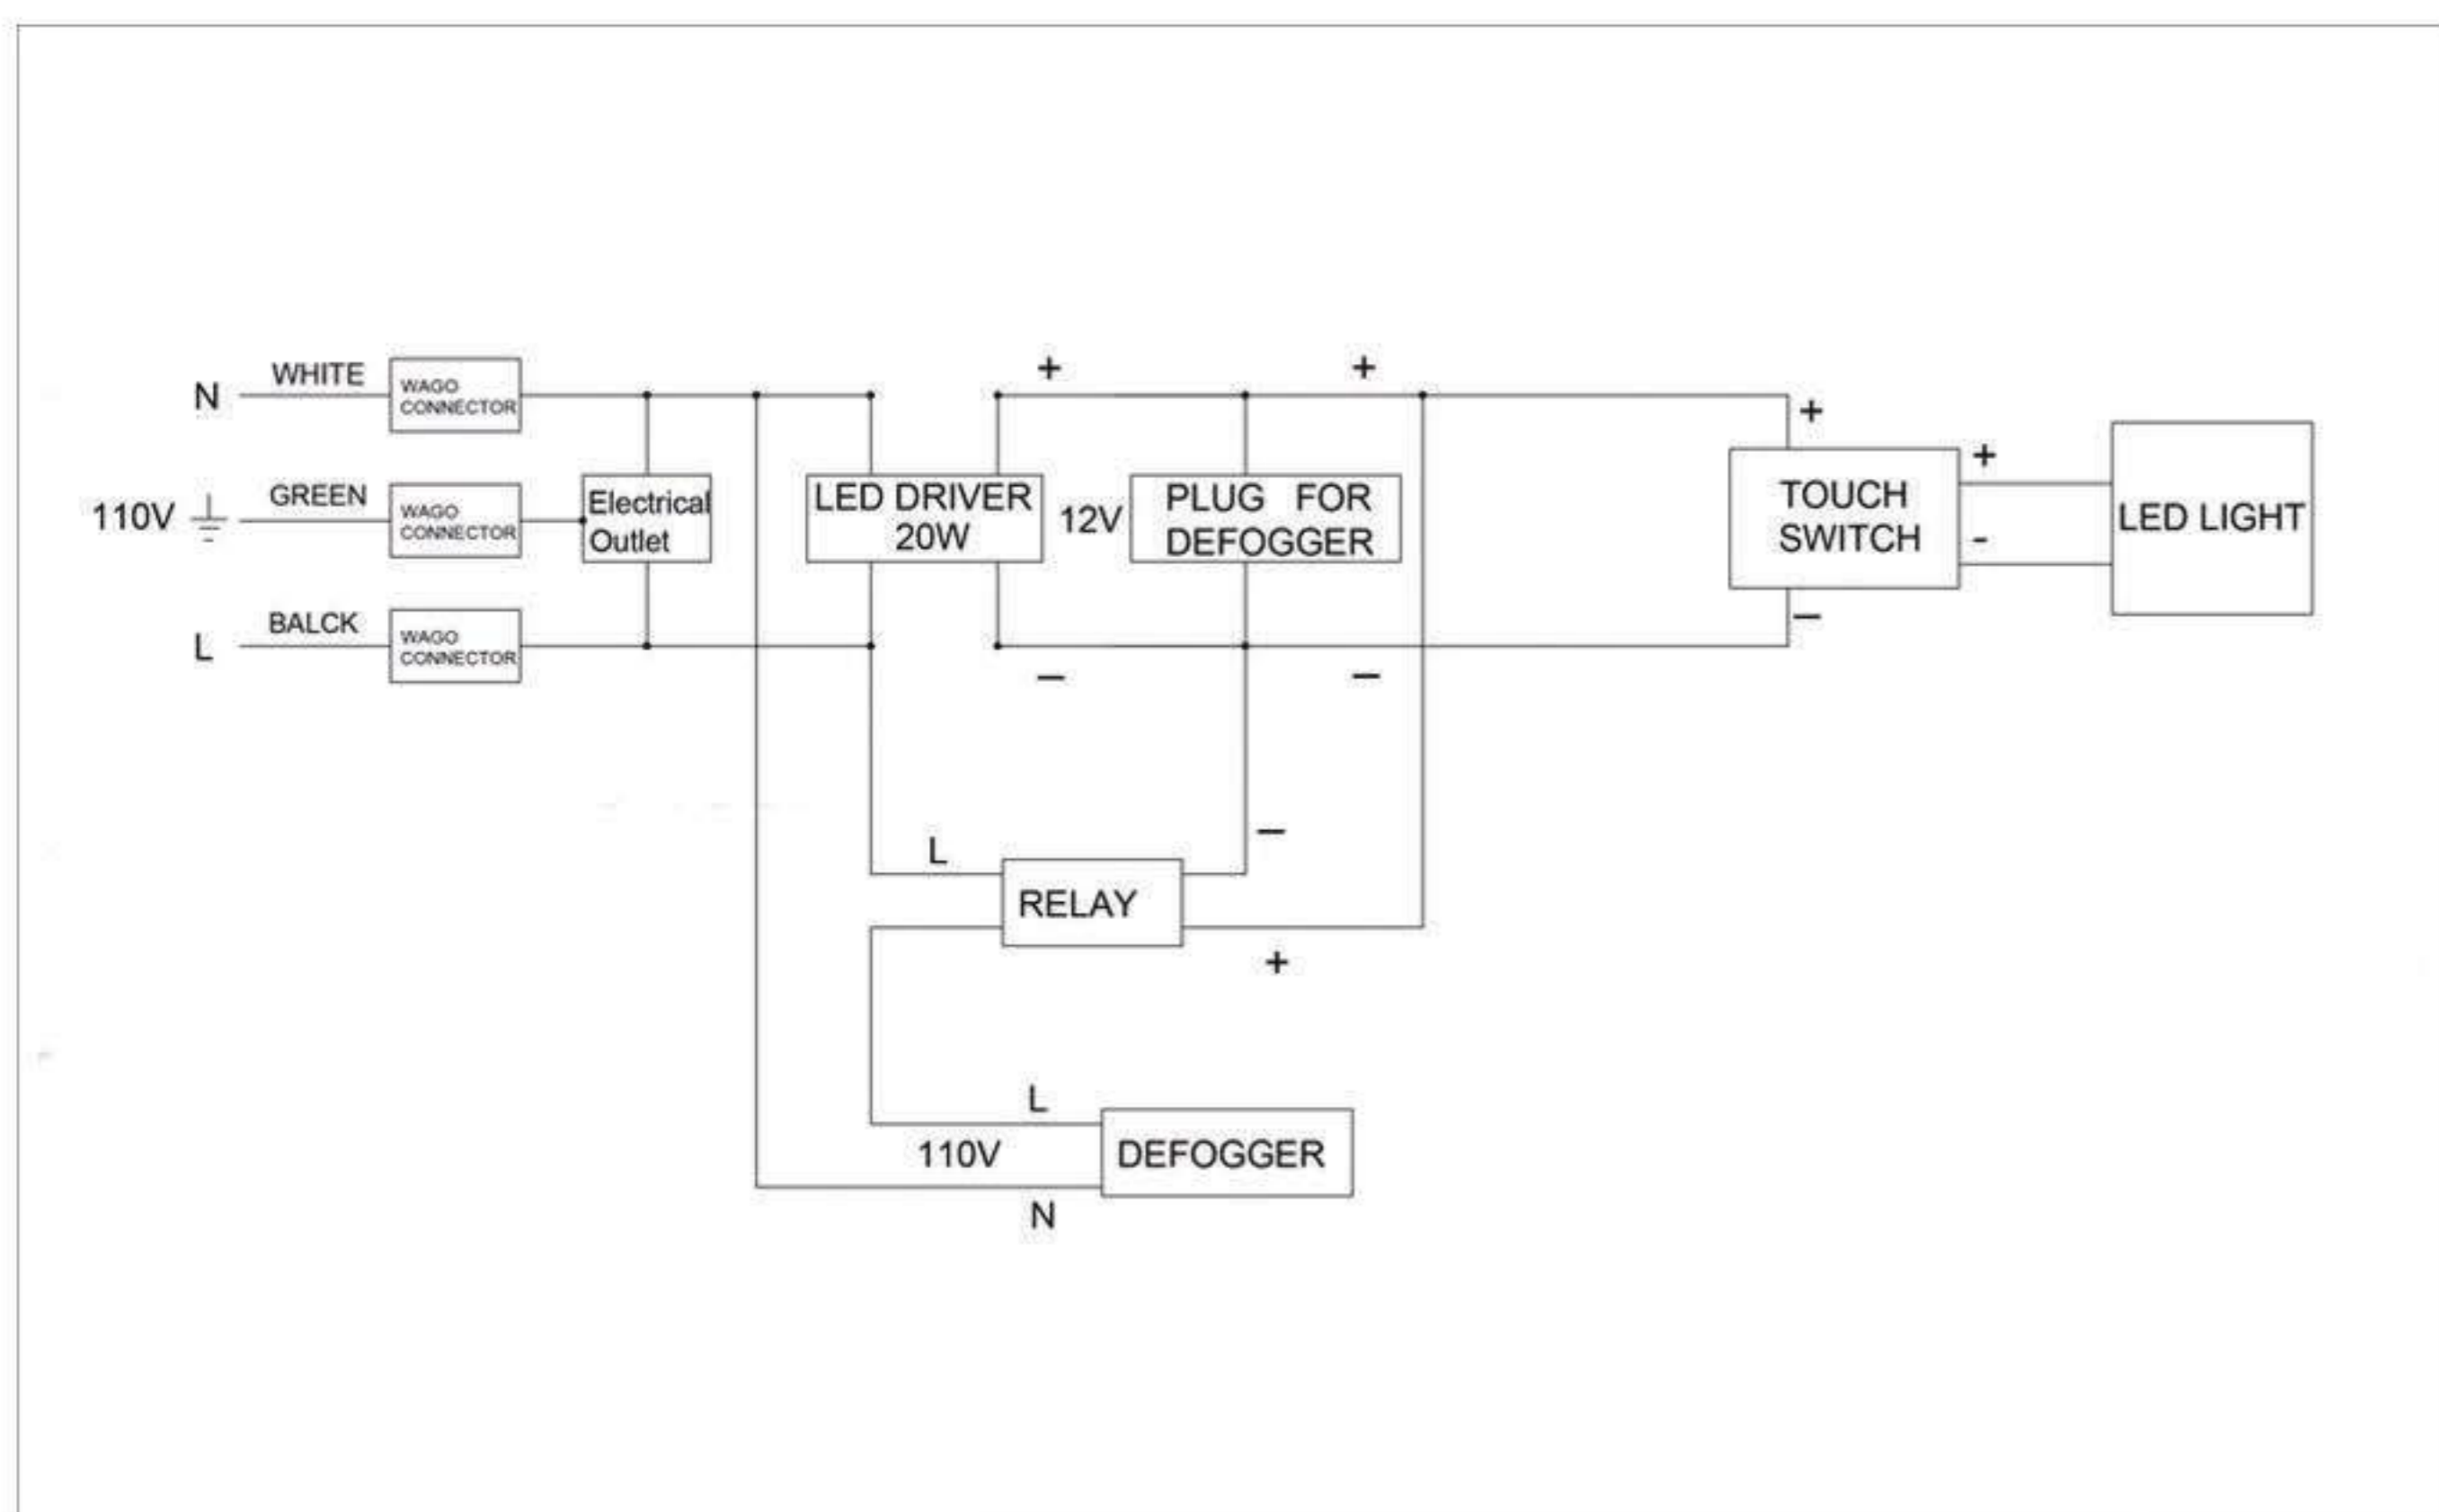 N
WHITE
WAGO
CONNECTOR
110V
GREEN
WAGO
CONNECTOR
L
BALCK
WAGO
CONNECTOR
Electrical
Outlet
LED DRIVER
20W
+
−
12V
PLUG FOR
DEFOGGER
+
−
+
TOUCH
SWITCH
−
+
-
LED LIGHT
L
RELAY
−
+
L
110V
N
DEFOGGER